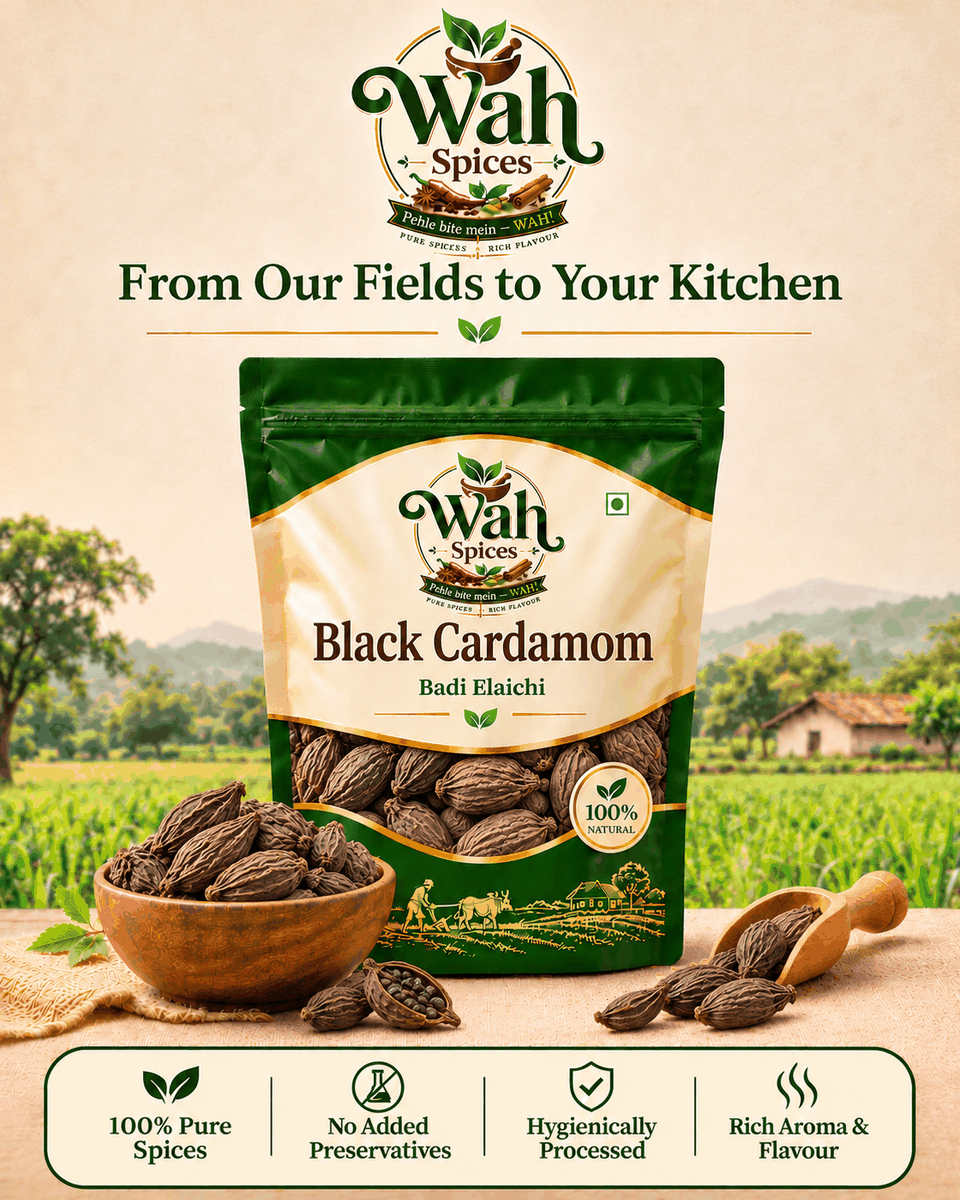 Wah
Spices
Pehle bite mein – WAH!
PURE SPICESS RICH FLAVOUR
From Our Fields to Your Kitchen
Wah
Spices
Pehle bite mein – WAH!
PURE SPICES RICH FLAVOUR
Black Cardamom
Badi Elaichi
100%
NATURAL
100% Pure
Spices
No Added
Preservatives
Hygienically
Processed
Rich Aroma &
Flavour